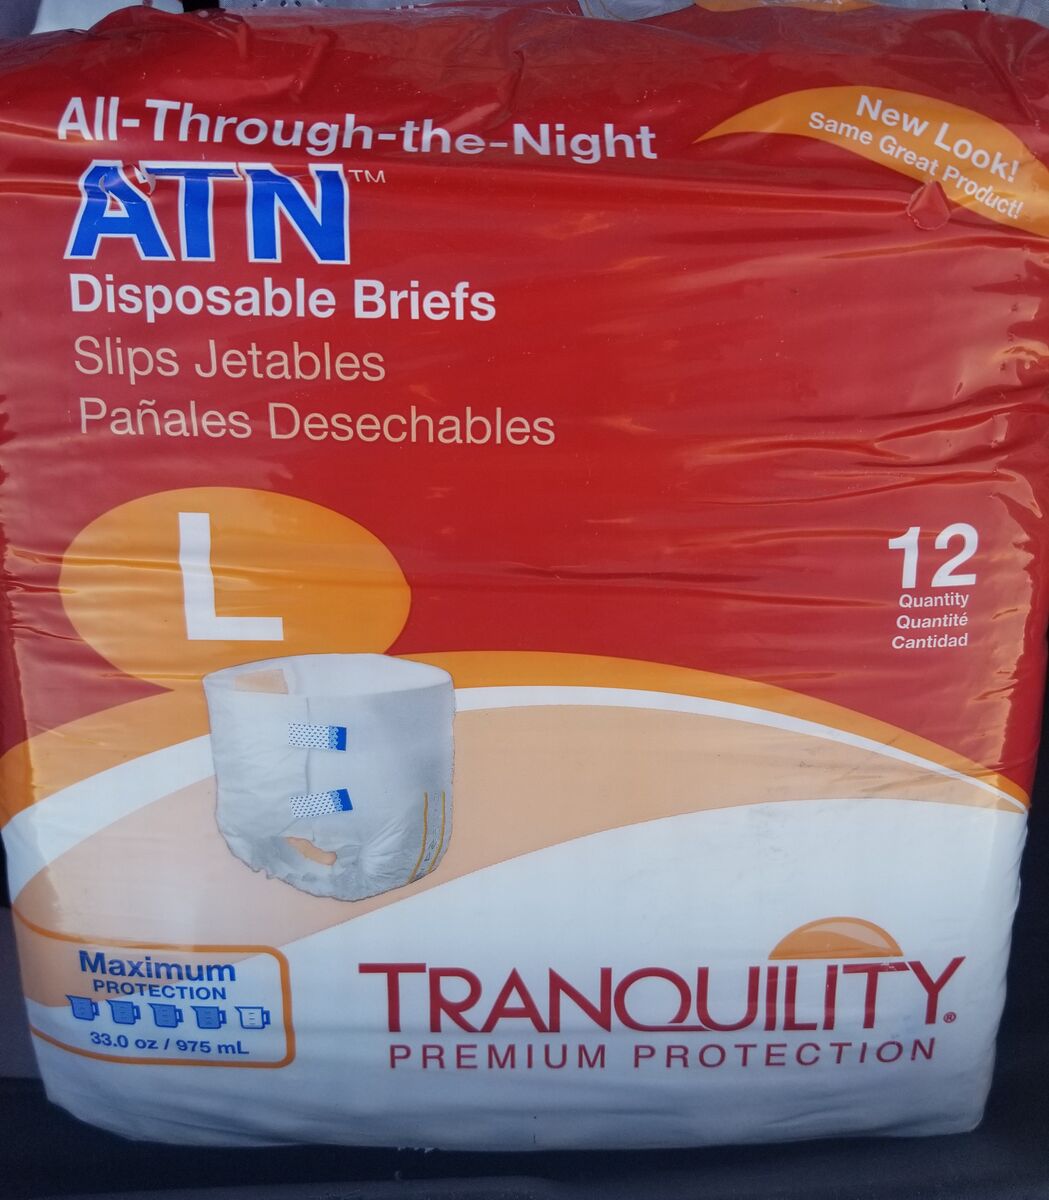 All-Through-the-Night
ATN™
Disposable Briefs
Slips Jetables
Pañales Desechables
New Look!
Same Great Product!
L
12
Quantity
Quantité
Cantidad
Maximum
PROTECTION
33.0 oz / 975 mL
TRANQUILITY®
PREMIUM PROTECTION